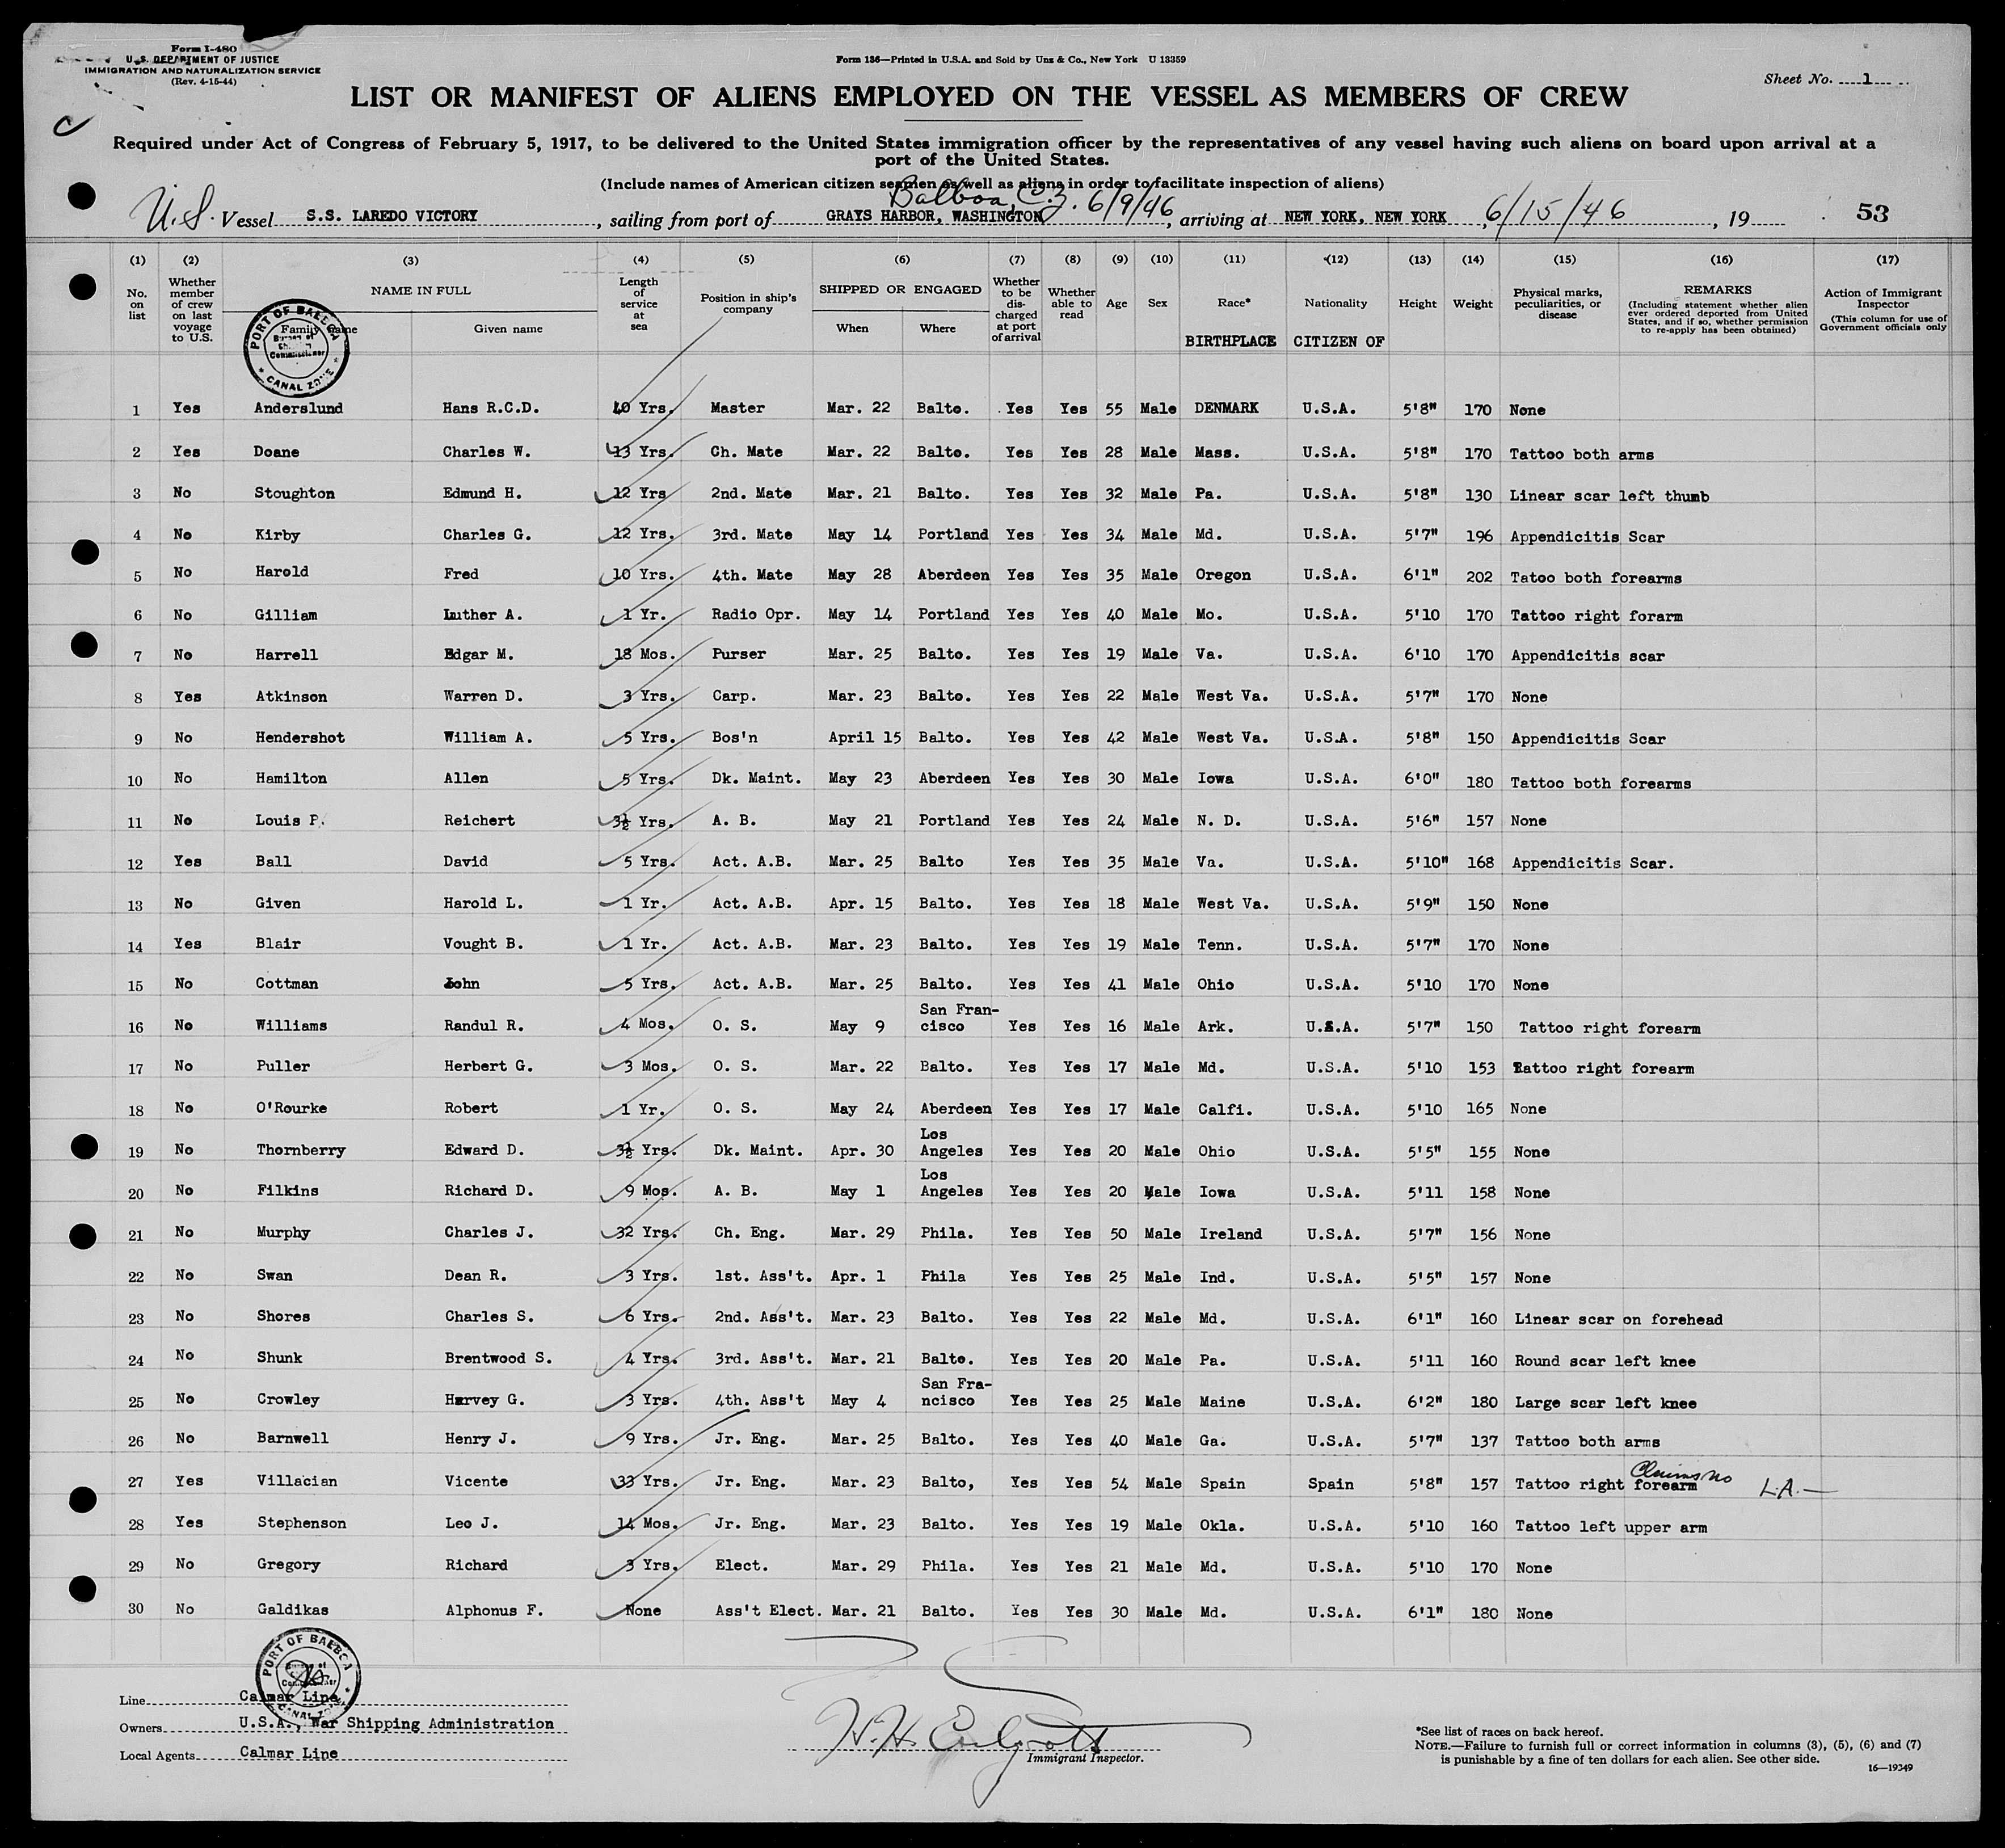 Form I-480
U.S. DEPARTMENT OF JUSTICE
IMMIGRATION AND NATURALIZATION SERVICE
(Rev. 4-15-44)
Form 136—Printed in U.S.A. and Sold by Unz & Co., New York U 13359
Sheet No. 1
LIST OR MANIFEST OF ALIENS EMPLOYED ON THE VESSEL AS MEMBERS OF CREW
Required under Act of Congress of February 5, 1917, to be delivered to the United States immigration officer by the representatives of any vessel having such aliens on board upon arrival at a
port of the United States.
(Include names of American citizen seamen as well as aliens in order to facilitate inspection of aliens)
Balboa, C.Z. 6/9/46
U.S. Vessel S.S. LAREDO VICTORY, sailing from port of GRAYS HARBOR, WASHINGTON, arriving at NEW YORK, NEW YORK, 6/15/46, 19 53
(1) (2) (3) (4) (5) (6) (7) (8) (9) (10) (11) (12) (13) (14) (15) (16) (17)
No. on list
Whether member of crew on last voyage to U.S.
NAME IN FULL
Family name
Given name
Length of service at sea
Position in ship's company
SHIPPED OR ENGAGED
When
Where
Whether to be discharged at port of arrival
Whether able to read
Age
Sex
Race*
BIRTHPLACE
Nationality
CITIZEN OF
Height
Weight
Physical marks, peculiarities, or disease
REMARKS
(Including statement whether alien ever ordered deported from United States, and if so, whether permission to re-apply has been obtained)
Action of Immigrant Inspector
(This column for use of Government officials only
PORT OF BALBOA
Bureau of
Shipping
Commissioner
* CANAL ZONE *
1 Yes Anderslund Hans R.C.D. 40 Yrs. Master Mar. 22 Balto. Yes Yes 55 Male DENMARK U.S.A. 5'8" 170 None
2 Yes Doane Charles W. 13 Yrs. Ch. Mate Mar. 22 Balto. Yes Yes 28 Male Mass. U.S.A. 5'8" 170 Tattoo both arms
3 No Stoughton Edmund H. 12 Yrs 2nd. Mate Mar. 21 Balto. Yes Yes 32 Male Pa. U.S.A. 5'8" 130 Linear scar left thumb
4 No Kirby Charles G. 12 Yrs. 3rd. Mate May 14 Portland Yes Yes 34 Male Md. U.S.A. 5'7" 196 Appendicitis Scar
5 No Harold Fred 10 Yrs. 4th. Mate May 28 Aberdeen Yes Yes 35 Male Oregon U.S.A. 6'1" 202 Tatoo both forearms
6 No Gilliam Luther A. 1 Yr. Radio Opr. May 14 Portland Yes Yes 40 Male Mo. U.S.A. 5'10 170 Tattoo right forarm
7 No Harrell Edgar M. 18 Mos. Purser Mar. 25 Balto. Yes Yes 19 Male Va. U.S.A. 6'10 170 Appendicitis scar
8 Yes Atkinson Warren D. 3 Yrs. Carp. Mar. 23 Balto. Yes Yes 22 Male West Va. U.S.A. 5'7" 170 None
9 No Hendershot William A. 5 Yrs. Bos'n April 15 Balto. Yes Yes 42 Male West Va. U.S.A. 5'8" 150 Appendicitis Scar
10 No Hamilton Allen 5 Yrs. Dk. Maint. May 23 Aberdeen Yes Yes 30 Male Iowa U.S.A. 6'0" 180 Tattoo both forearms
11 No Louis P. Reichert 3½ Yrs. A. B. May 21 Portland Yes Yes 24 Male N. D. U.S.A. 5'6" 157 None
12 Yes Ball David 5 Yrs. Act. A.B. Mar. 25 Balto Yes Yes 35 Male Va. U.S.A. 5'10" 168 Appendicitis Scar.
13 No Given Harold L. 1 Yr. Act. A.B. Apr. 15 Balto. Yes Yes 18 Male West Va. U.S.A. 5'9" 150 None
14 Yes Blair Vought B. 1 Yr. Act. A.B. Mar. 23 Balto. Yes Yes 19 Male Tenn. U.S.A. 5'7" 170 None
15 No Cottman John 5 Yrs. Act. A.B. Mar. 25 Balto. Yes Yes 41 Male Ohio U.S.A. 5'10 170 None
16 No Williams Randul R. 4 Mos. O. S. May 9 San Fran-cisco Yes Yes 16 Male Ark. U.S.A. 5'7" 150 Tattoo right forearm
17 No Puller Herbert G. 3 Mos. O. S. Mar. 22 Balto. Yes Yes 17 Male Md. U.S.A. 5'10 153 Tattoo right forearm
18 No O'Rourke Robert 1 Yr. O. S. May 24 Aberdeen Yes Yes 17 Male Calfi. U.S.A. 5'10 165 None
19 No Thornberry Edward D. 3½ Yrs. Dk. Maint. Apr. 30 Los Angeles Yes Yes 20 Male Ohio U.S.A. 5'5" 155 None
20 No Filkins Richard D. 9 Mos. A. B. May 1 Los Angeles Yes Yes 20 Male Iowa U.S.A. 5'11 158 None
21 No Murphy Charles J. 32 Yrs. Ch. Eng. Mar. 29 Phila. Yes Yes 50 Male Ireland U.S.A. 5'7" 156 None
22 No Swan Dean R. 3 Yrs. 1st. Ass't. Apr. 1 Phila Yes Yes 25 Male Ind. U.S.A. 5'5" 157 None
23 No Shores Charles S. 6 Yrs. 2nd. Ass't. Mar. 23 Balto. Yes Yes 22 Male Md. U.S.A. 6'1" 160 Linear scar on forehead
24 No Shunk Brentwood S. 4 Yrs. 3rd. Ass't. Mar. 21 Balto. Yes Yes 20 Male Pa. U.S.A. 5'11 160 Round scar left knee
25 No Crowley Harvey G. 3 Yrs. 4th. Ass't May 4 San Fra-ncisco Yes Yes 25 Male Maine U.S.A. 6'2" 180 Large scar left knee
26 No Barnwell Henry J. 9 Yrs. Jr. Eng. Mar. 25 Balto. Yes Yes 40 Male Ga. U.S.A. 5'7" 137 Tattoo both arms
27 Yes Villacian Vicente 33 Yrs. Jr. Eng. Mar. 23 Balto, Yes Yes 54 Male Spain Spain 5'8" 157 Tattoo right forearm Claims no L.A.—
28 Yes Stephenson Leo J. 14 Mos. Jr. Eng. Mar. 23 Balto. Yes Yes 19 Male Okla. U.S.A. 5'10 160 Tattoo left upper arm
29 No Gregory Richard 3 Yrs. Elect. Mar. 29 Phila. Yes Yes 21 Male Md. U.S.A. 5'10 170 None
30 No Galdikas Alphonus F. None Ass't Elect. Mar. 21 Balto. Yes Yes 30 Male Md. U.S.A. 6'1" 180 None
PORT OF BALBOA
CANAL ZONE
Line Calmar Line
Owners U.S.A., War Shipping Administration
Local Agents Calmar Line
Immigrant Inspector.
*See list of races on back hereof.
NOTE.—Failure to furnish full or correct information in columns (3), (5), (6) and (7)
is punishable by a fine of ten dollars for each alien. See other side.
16—19349